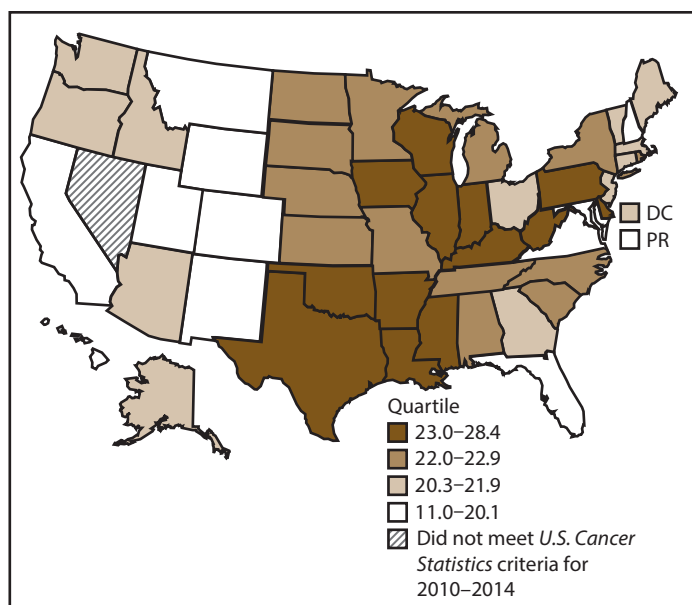 DC
PR
Quartile
23.0–28.4
22.0–22.9
20.3–21.9
11.0–20.1
Did not meet U.S. Cancer
Statistics criteria for
2010–2014